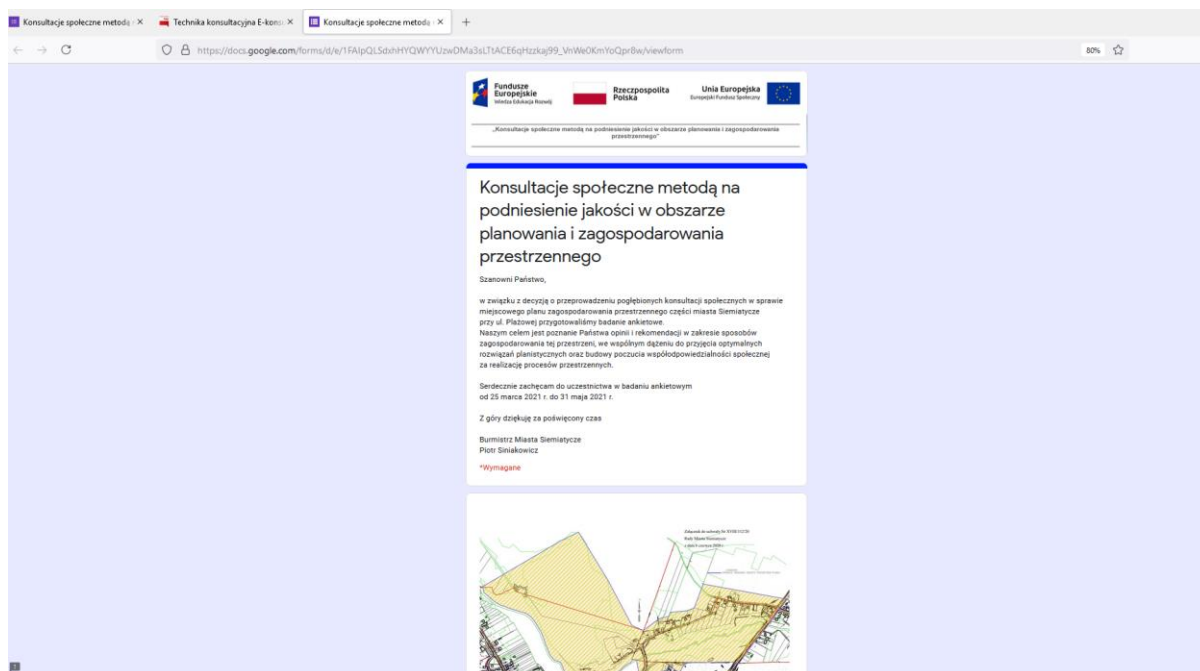 Konsultacje społeczne metodą
Technika konsultacyjna E-kons
Konsultacje społeczne metodą
https://docs.google.com/forms/d/e/1FAIpQLSdxhHYQWYYUzwDMa3sLTtACE6qHzzkaj99_VnWe0KmYoQpr8w/viewform
80%
Fundusze
Europejskie
Wiedza Edukacja Rozwój
Rzeczpospolita
Polska
Unia Europejska
Europejski Fundusz Społeczny
„Konsultacje społeczne metodą na podniesienie jakości w obszarze planowania i zagospodarowania
przestrzennego”
Konsultacje społeczne metodą na
podniesienie jakości w obszarze
planowania i zagospodarowania
przestrzennego
Szanowni Państwo,
w związku z decyzją o przeprowadzeniu pogłębionych konsultacji społecznych w sprawie
miejscowego planu zagospodarowania przestrzennego części miasta Siemiatycze
przy ul. Plażowej przygotowaliśmy badanie ankietowe.
Naszym celem jest poznanie Państwa opinii i rekomendacji w zakresie sposobów
zagospodarowania tej przestrzeni, we wspólnym dążeniu do przyjęcia optymalnych
rozwiązań planistycznych oraz budowy poczucia współodpowiedzialności społecznej
za realizację procesów przestrzennych.
Serdecznie zachęcam do uczestnictwa w badaniu ankietowym
od 25 marca 2021 r. do 31 maja 2021 r.
Z góry dziękuję za poświęcony czas
Burmistrz Miasta Siemiatycze
Piotr Siniakowicz
*Wymagane
Rady Miasta Siemiatycze